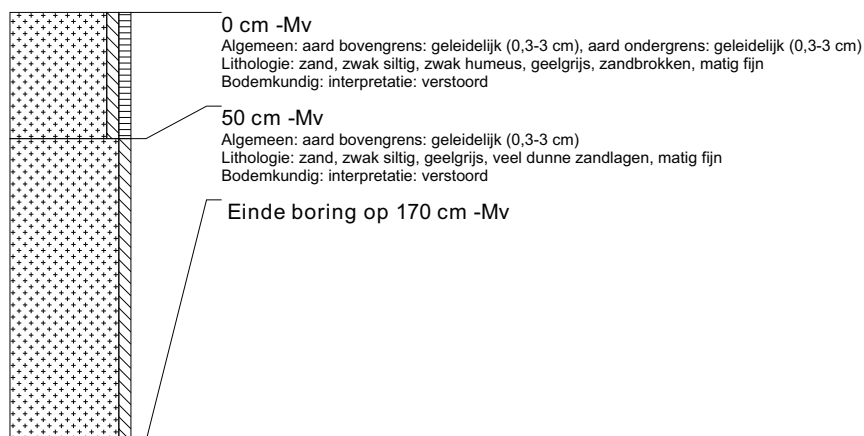 0 cm -Mv
Algemeen: aard bovengrens: geleidelijk (0,3-3 cm), aard ondergrens: geleidelijk (0,3-3 cm)
Lithologie: zand, zwak siltig, zwak humeus, geelgrijs, zandbrokken, matig fijn
Bodemkundig: interpretatie: verstoord
50 cm -Mv
Algemeen: aard bovengrens: geleidelijk (0,3-3 cm)
Lithologie: zand, zwak siltig, geelgrijs, veel dunne zandlagen, matig fijn
Bodemkundig: interpretatie: verstoord
Einde boring op 170 cm -Mv